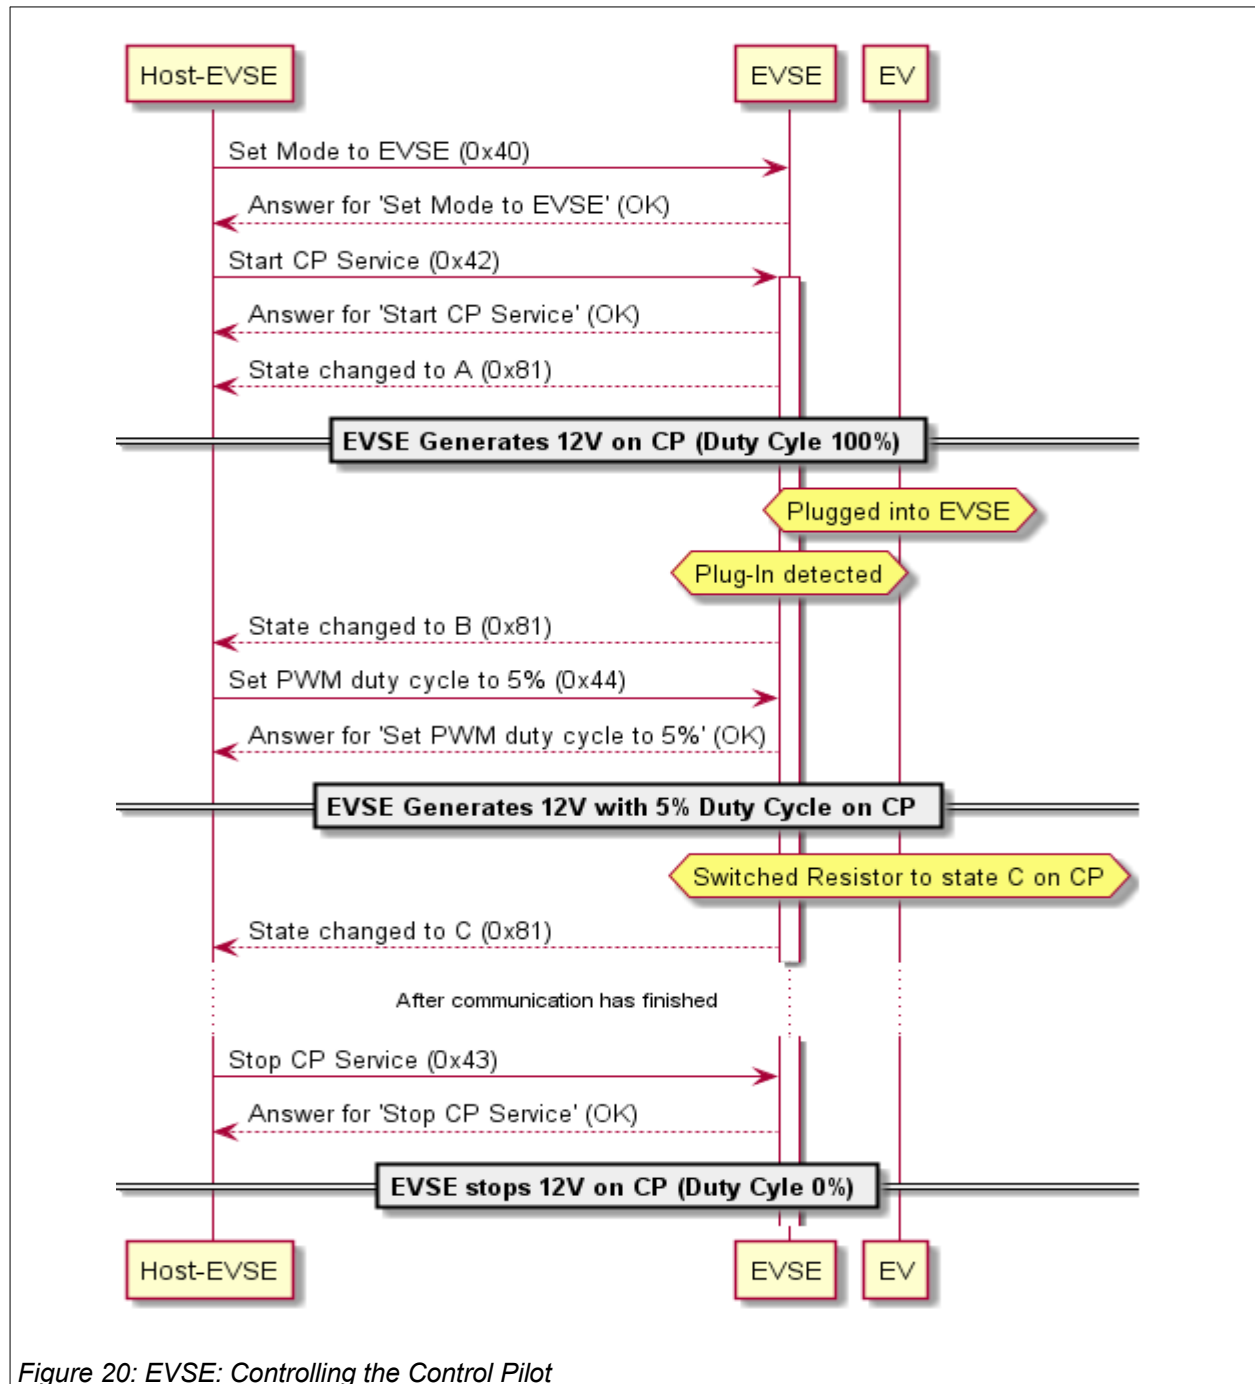 Host-EVSE
EVSE
EV
Set Mode to EVSE (0x40)
Answer for 'Set Mode to EVSE' (OK)
Start CP Service (0x42)
Answer for 'Start CP Service' (OK)
State changed to A (0x81)
EVSE Generates 12V on CP (Duty Cyle 100%)
Plugged into EVSE
Plug-In detected
State changed to B (0x81)
Set PWM duty cycle to 5% (0x44)
Answer for 'Set PWM duty cycle to 5%' (OK)
EVSE Generates 12V with 5% Duty Cycle on CP
Switched Resistor to state C on CP
State changed to C (0x81)
After communication has finished
Stop CP Service (0x43)
Answer for 'Stop CP Service' (OK)
EVSE stops 12V on CP (Duty Cyle 0%)
Host-EVSE
EVSE
EV
Figure 20: EVSE: Controlling the Control Pilot